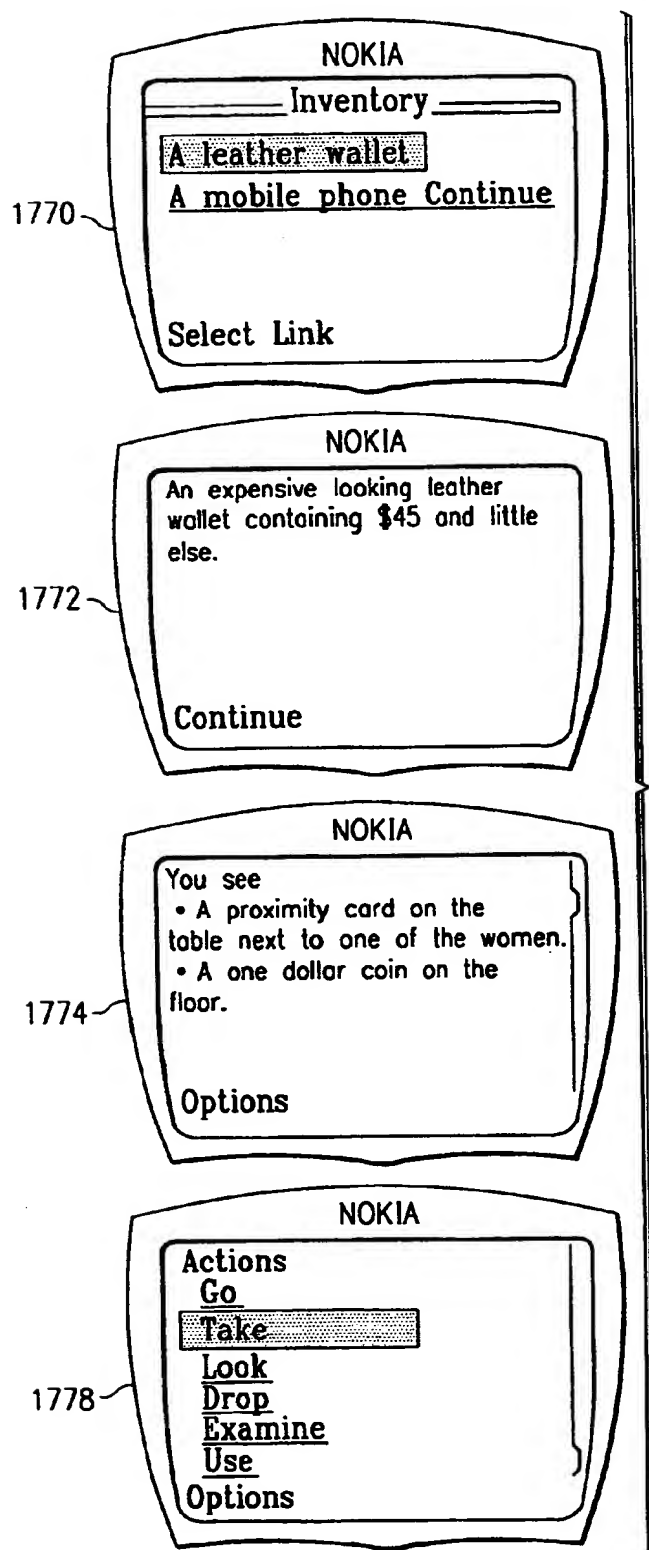 NOKIA
Inventory
A leather wallet
A mobile phone Continue
1770
Select Link
NOKIA
An expensive looking leather
wallet containing $45 and little
else.
1772
Continue
NOKIA
You see
• A proximity card on the
table next to one of the women.
• A one dollar coin on the
floor.
1774
Options
NOKIA
Actions
Go
Take
Look
Drop
1778
Examine
Use
Options